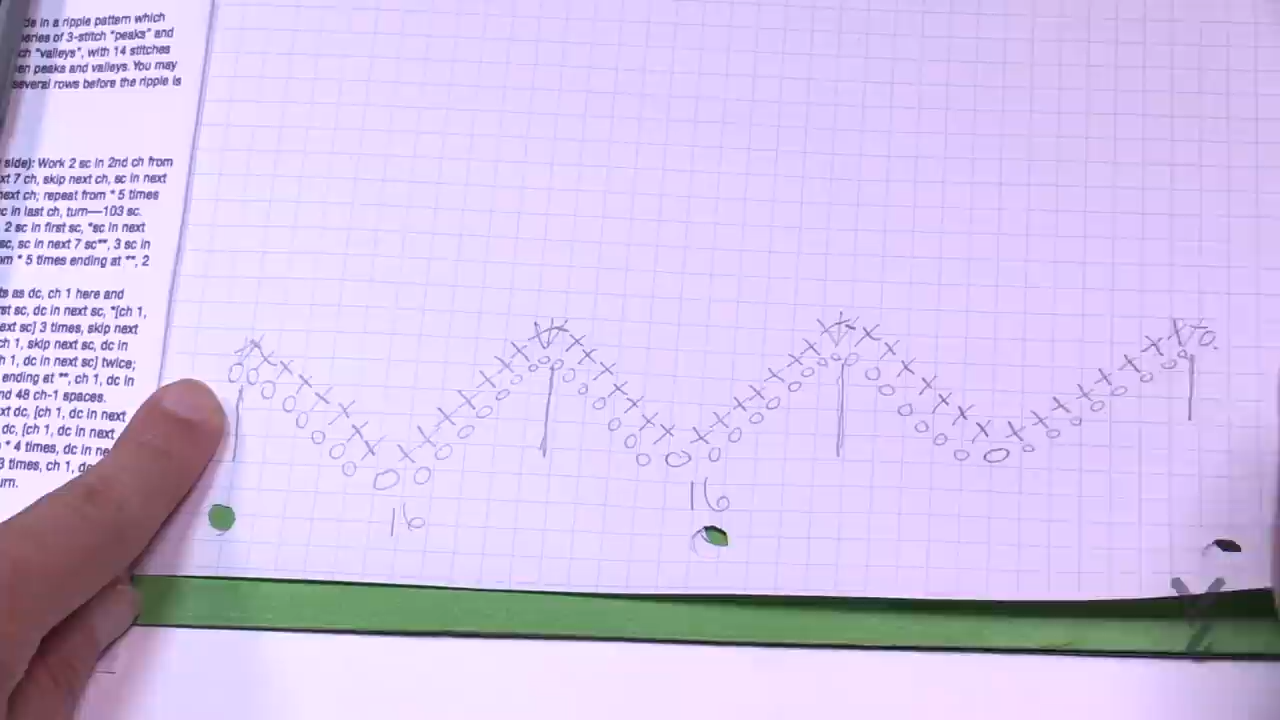 de in a ripple pattern which
eries of 3-stitch "peaks" and
ch "valleys", with 14 stitches
en peaks and valleys. You may
several rows before the ripple is
side): Work 2 sc in 2nd ch from
xt 7 ch, skip next ch, sc in next
next ch; repeat from * 5 times
c in last ch, turn—103 sc.
2 sc in first sc, *sc in next
sc, sc in next 7 sc**, 3 sc in
om * 5 times ending at **, 2
ts as dc, ch 1 here and
rst sc, dc in next sc, *[ch 1,
ext sc] 3 times, skip next
ch 1, skip next sc, dc in
h 1, dc in next sc] twice;
ending at **, ch 1, dc in
nd 48 ch-1 spaces.
xt dc, [ch 1, dc in next
dc, [ch 1, dc in next
* 4 times, dc in ne
3 times, ch 1, dc
urn.
16
16